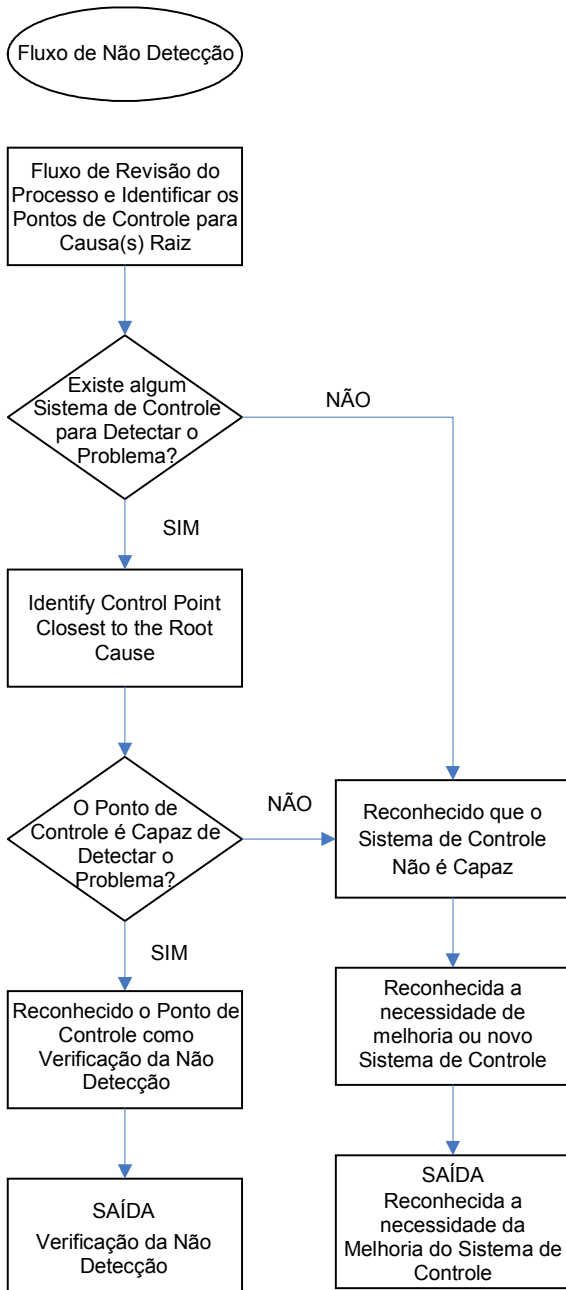 Fluxo de Não Detecção
Fluxo de Revisão do
Processo e Identificar os
Pontos de Controle para
Causa(s) Raiz
Existe algum
Sistema de Controle
para Detectar o
Problema?
NÃO
SIM
Identify Control Point
Closest to the Root
Cause
O Ponto de
Controle é Capaz de
Detectar o
Problema?
NÃO
Reconhecido que o
Sistema de Controle
Não é Capaz
SIM
Reconhecido o Ponto de
Controle como
Verificação da Não
Detecção
Reconhecida a
necessidade de
melhoria ou novo
Sistema de Controle
SAÍDA
Verificação da Não
Detecção
SAÍDA
Reconhecida a
necessidade da
Melhoria do Sistema de
Controle